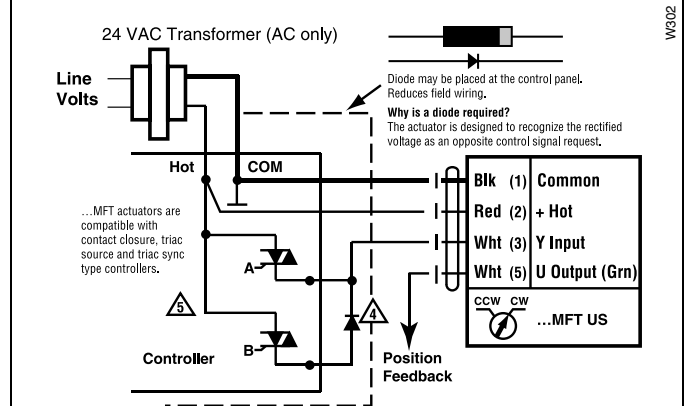 W302
24 VAC Transformer (AC only)
Line
Volts
Diode may be placed at the control panel.
Reduces field wiring.
Why is a diode required?
The actuator is designed to recognize the rectified
voltage as an opposite control signal request.
Hot
COM
Blk (1) Common
Red (2) + Hot
Wht (3) Y Input
Wht (5) U Output (Grn)
CCW CW
...MFT US
...MFT actuators are
compatible with
contact closure, triac
source and triac sync
type controllers.
A
5
4
B
Controller
Position
Feedback